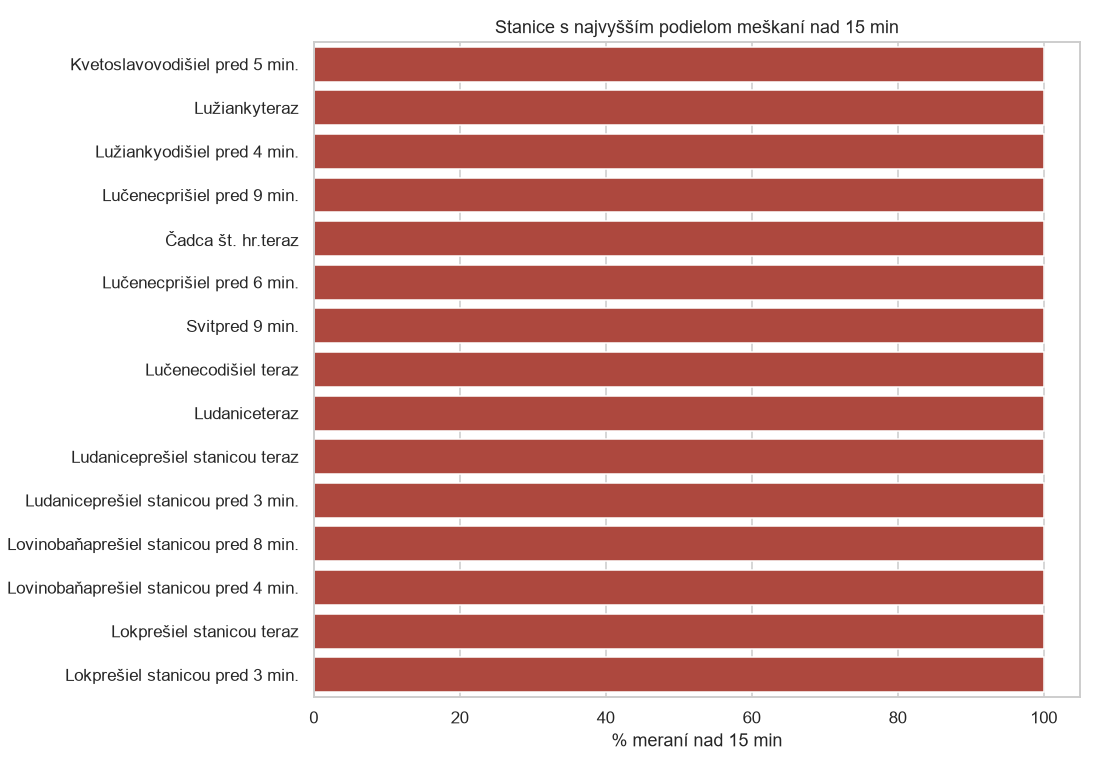 Stanice s najvyšším podielom meškaní nad 15 min
Kvetoslavovodišiel pred 5 min.
Lužiankyteraz
Lužiankyodišiel pred 4 min.
Lučenecprišiel pred 9 min.
Čadca št. hr.teraz
Lučenecprišiel pred 6 min.
Svitpred 9 min.
Lučenecodišiel teraz
Ludaniceteraz
Ludaniceprešiel stanicou teraz
Ludaniceprešiel stanicou pred 3 min.
Lovinobaňaprešiel stanicou pred 8 min.
Lovinobaňaprešiel stanicou pred 4 min.
Lokprešiel stanicou teraz
Lokprešiel stanicou pred 3 min.
0 20 40 60 80 100
% meraní nad 15 min